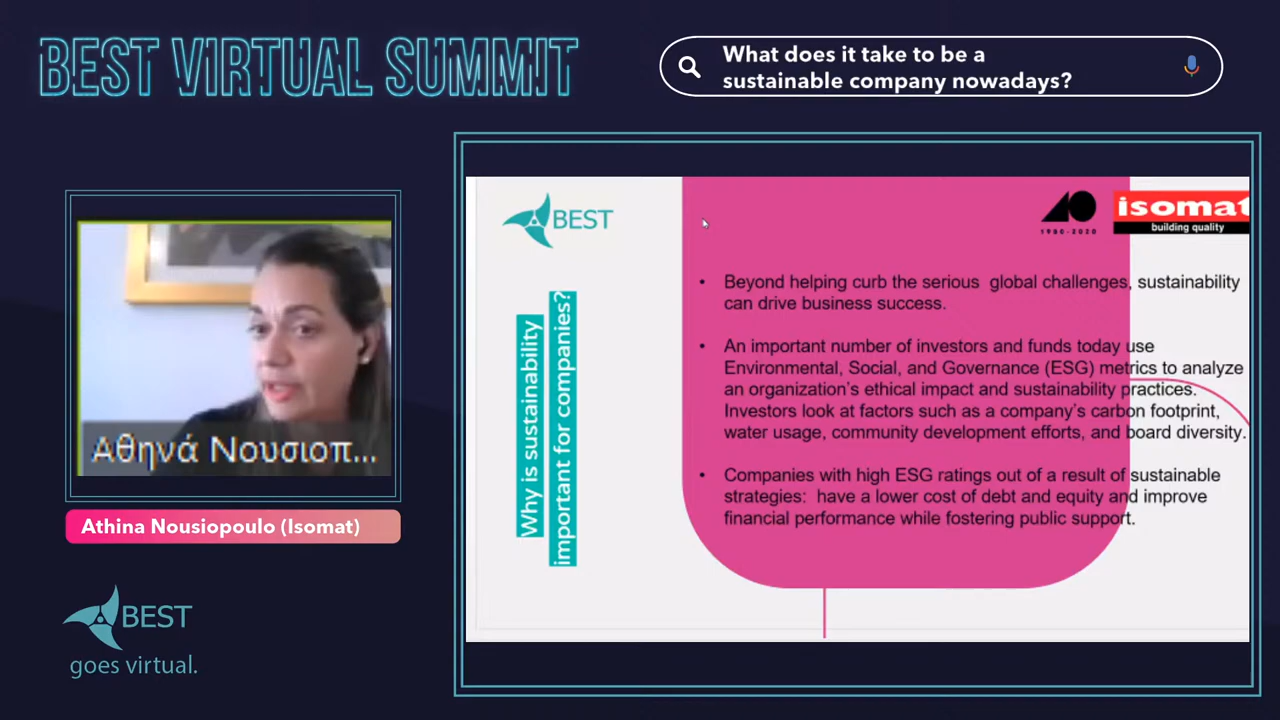 BEST VIRTUAL SUMMIT
What does it take to be a
sustainable company nowadays?
Αθηνά Νουσιοπ...
Athina Nousiopoulo (Isomat)
BEST
goes virtual.
BEST
Why is sustainability
important for companies?
1980-2020
isomat
building quality
• Beyond helping curb the serious global challenges, sustainability
can drive business success.
• An important number of investors and funds today use
Environmental, Social, and Governance (ESG) metrics to analyze
an organization's ethical impact and sustainability practices.
Investors look at factors such as a company's carbon footprint,
water usage, community development efforts, and board diversity.
• Companies with high ESG ratings out of a result of sustainable
strategies: have a lower cost of debt and equity and improve
financial performance while fostering public support.